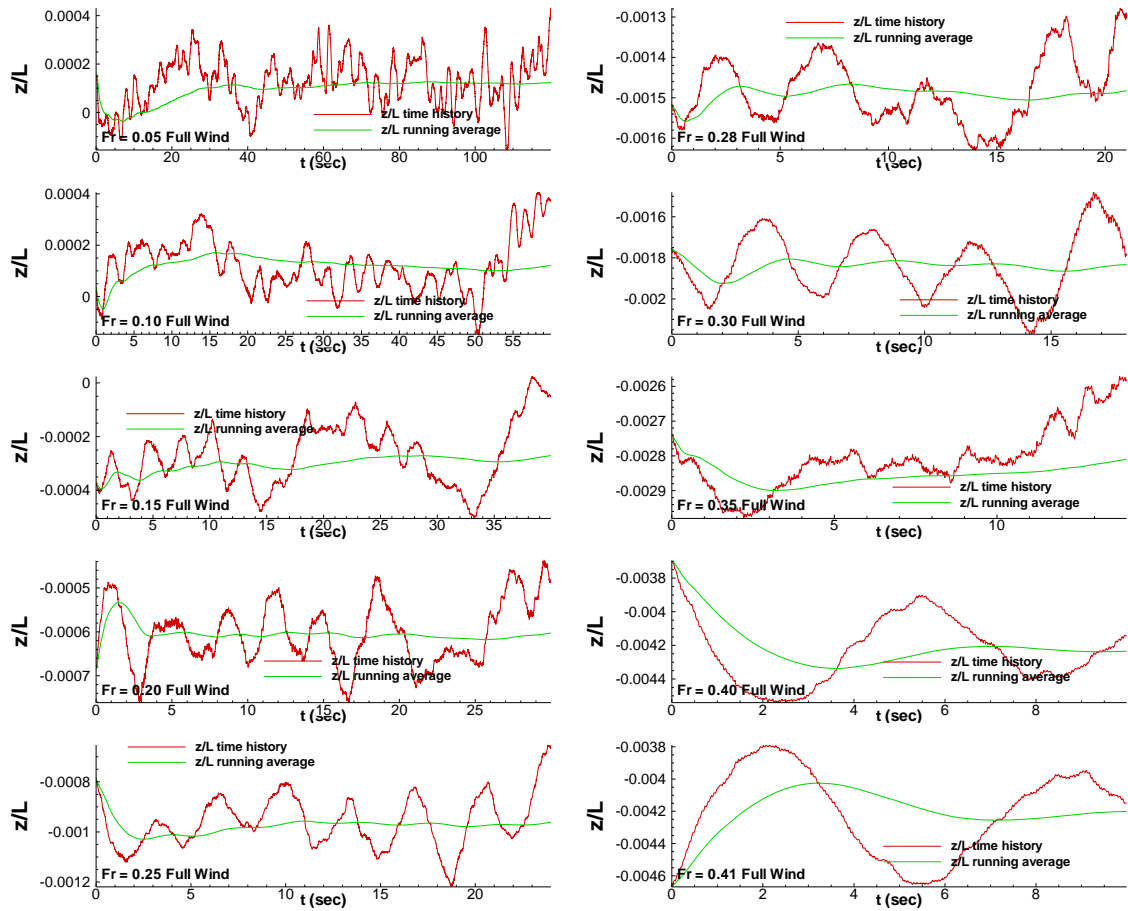 z/L
0.0004
0.0002
0
z/L time history
z/L running average
Fr = 0.05 Full Wind
0 20 40 60 80 100
t (sec)
z/L
-0.0013
-0.0014
-0.0015
-0.0016
z/L time history
z/L running average
Fr = 0.28 Full Wind
0 5 10 15 20
t (sec)
z/L
0.0004
0.0002
0
z/L time history
z/L running average
Fr = 0.10 Full Wind
0 5 10 15 20 25 30 35 40 45 50 55
t (sec)
z/L
-0.0016
-0.0018
-0.002
z/L time history
z/L running average
Fr = 0.30 Full Wind
0 5 10 15
t (sec)
z/L
0
-0.0002
-0.0004
z/L time history
z/L running average
Fr = 0.15 Full Wind
0 5 10 15 20 25 30 35
t (sec)
z/L
-0.0026
-0.0027
-0.0028
-0.0029
z/L time history
z/L running average
Fr = 0.35 Full Wind
0 5 10
t (sec)
z/L
-0.0005
-0.0006
-0.0007
z/L time history
z/L running average
Fr = 0.20 Full Wind
0 5 10 15 20 25
t (sec)
z/L
-0.0038
-0.004
-0.0042
-0.0044
z/L time history
z/L running average
Fr = 0.40 Full Wind
0 2 4 6 8
t (sec)
z/L
-0.0008
-0.001
-0.0012
z/L time history
z/L running average
Fr = 0.25 Full Wind
0 5 10 15 20
t (sec)
z/L
-0.0038
-0.004
-0.0042
-0.0044
-0.0046
z/L time history
z/L running average
Fr = 0.41 Full Wind
0 2 4 6 8
t (sec)